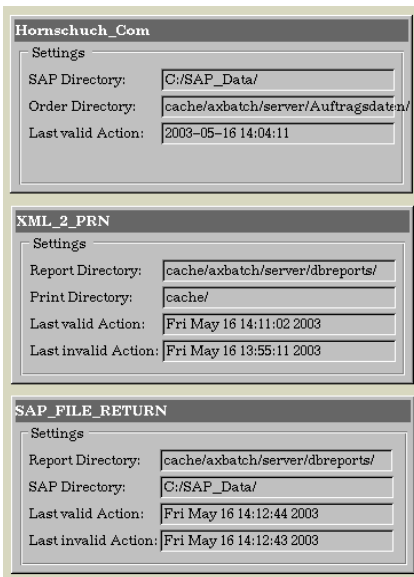 Hornschuch_Com
Settings
SAP Directory: C:/SAP_Data/
Order Directory: cache/axbatch/server/Auftragsdaten/
Last valid Action: 2003-05-16 14:04:11
XML_2_PRN
Settings
Report Directory: cache/axbatch/server/dbreports/
Print Directory: cache/
Last valid Action: Fri May 16 14:11:02 2003
Last invalid Action: Fri May 16 13:55:11 2003
SAP_FILE_RETURN
Settings
Report Directory: cache/axbatch/server/dbreports/
SAP Directory: C:/SAP_Data/
Last valid Action: Fri May 16 14:12:44 2003
Last invalid Action: Fri May 16 14:12:43 2003